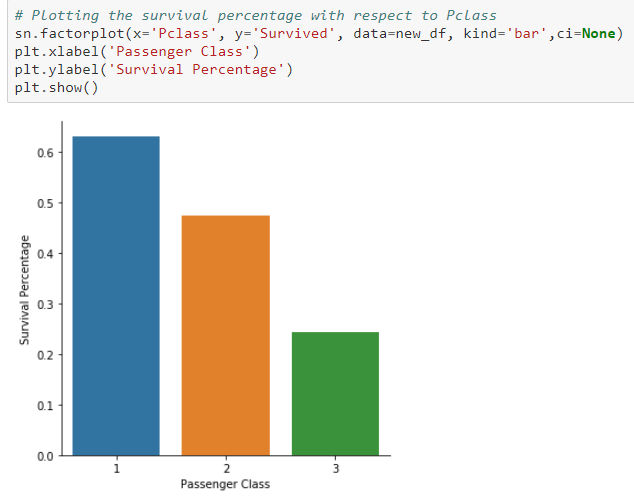 # Plotting the survival percentage with respect to Pclass
sn.factorplot(x='Pclass', y='Survived', data=new_df, kind='bar',ci=None)
plt.xlabel('Passenger Class')
plt.ylabel('Survival Percentage')
plt.show()
0.6
0.5
0.4
0.3
0.2
0.1
0.0
Survival Percentage
1 2 3
Passenger Class